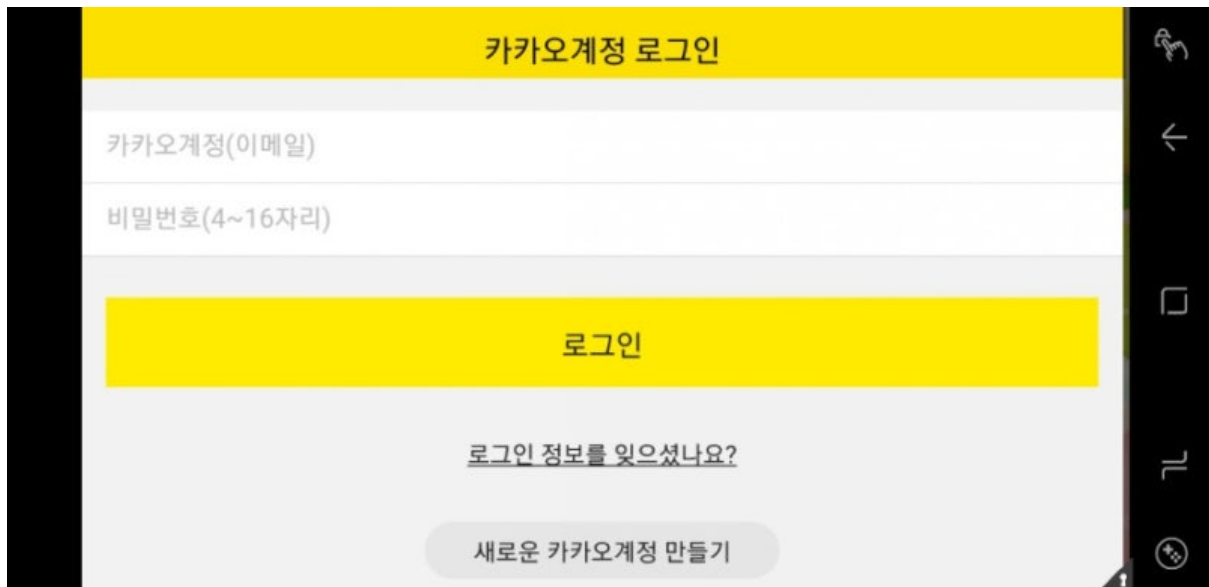 카카오계정 로그인
카카오계정(이메일)
비밀번호(4~16자리)
로그인
로그인 정보를 잊으셨나요?
새로운 카카오계정 만들기